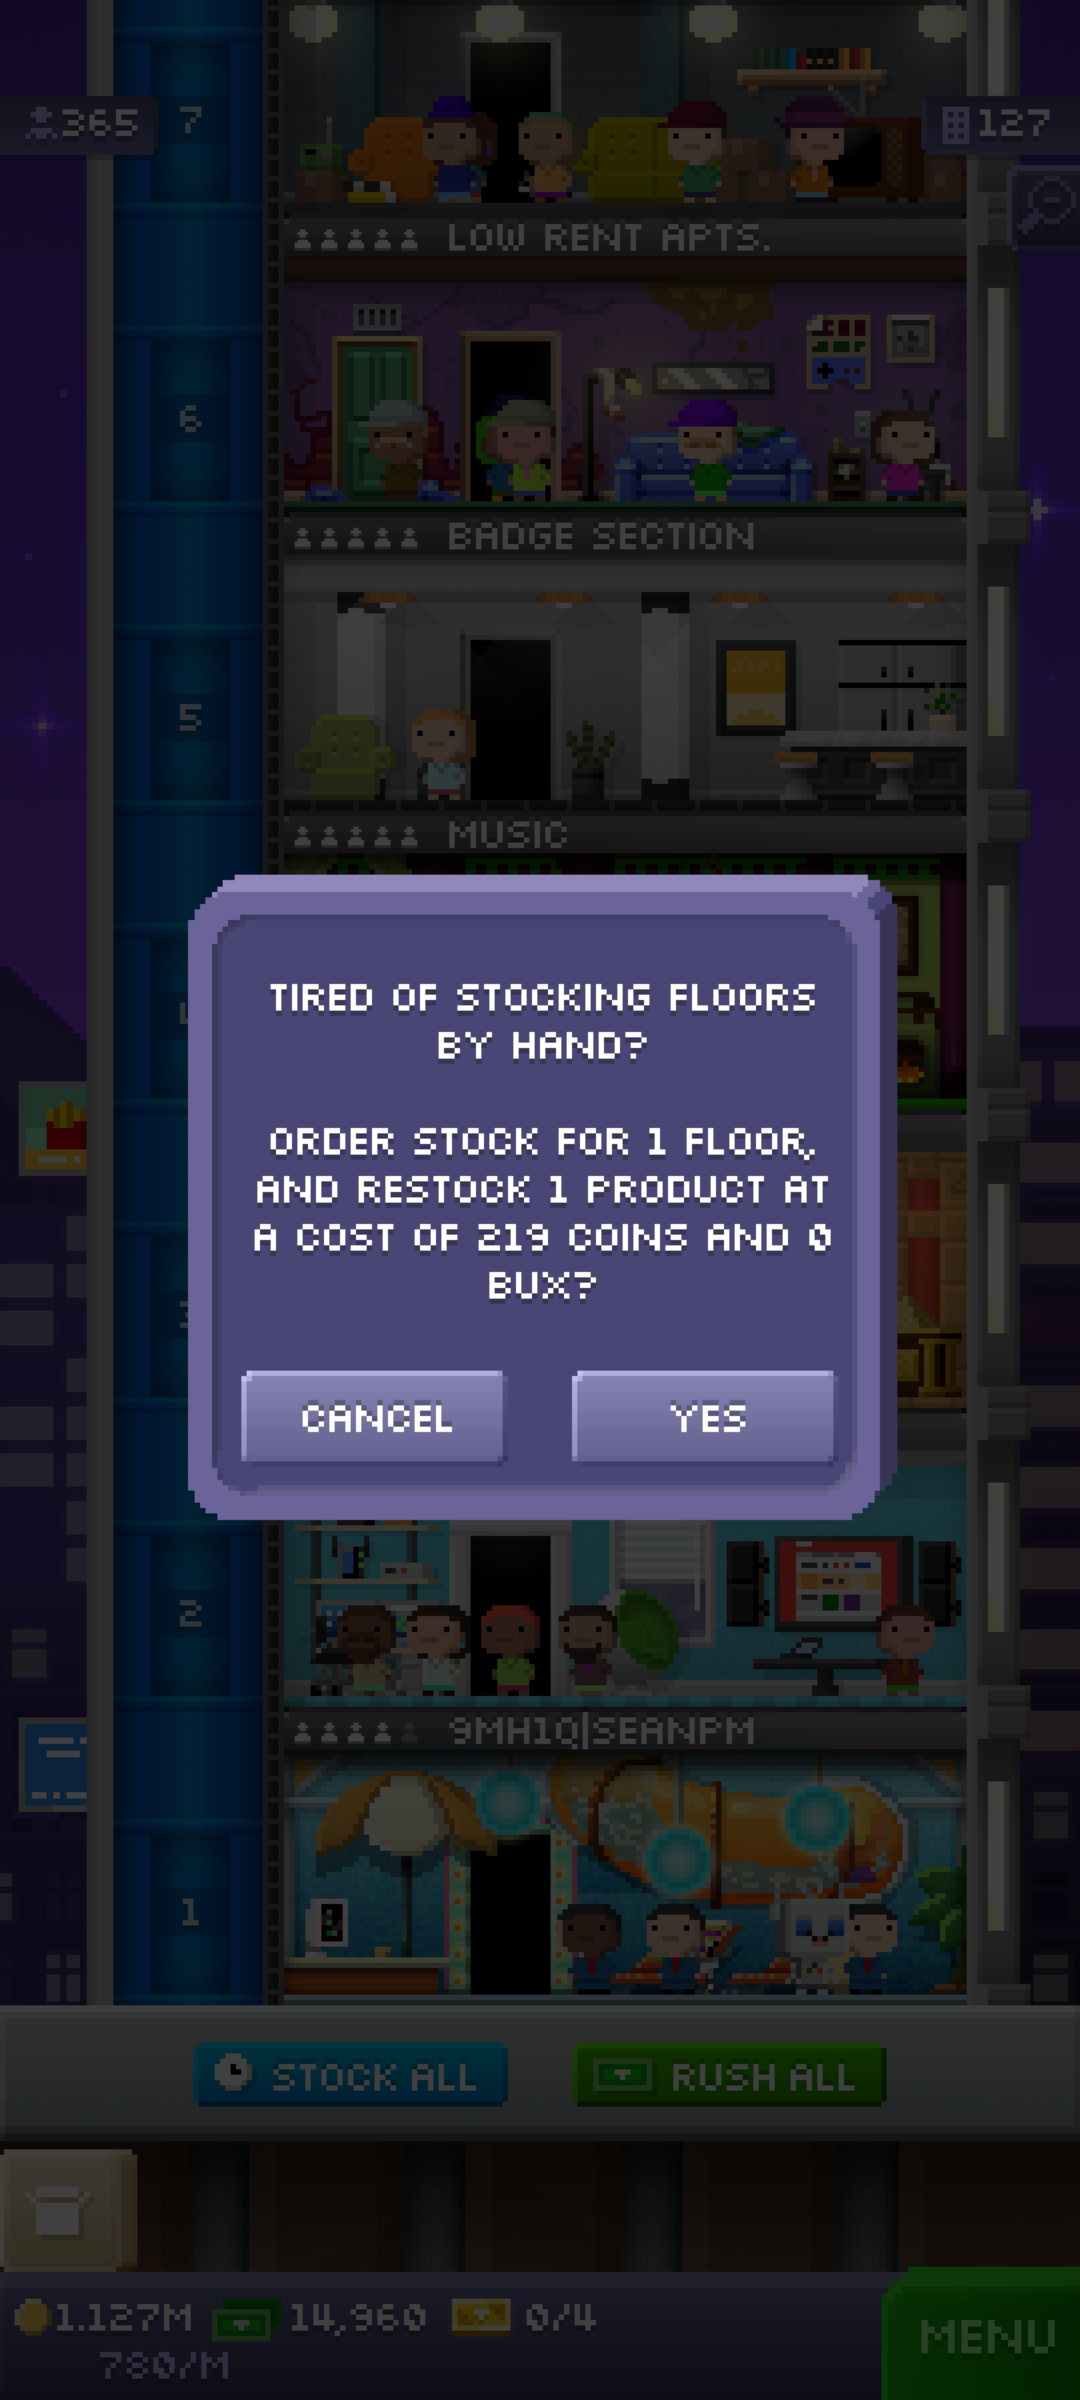 365
7
127
LOW RENT APTS.
6
BADGE SECTION
5
MUSIC
TIRED OF STOCKING FLOORS
BY HAND?
ORDER STOCK FOR 1 FLOOR,
AND RESTOCK 1 PRODUCT AT
A COST OF 219 COINS AND 0
BUX?
CANCEL
YES
2
9MH1Q|SEANPM
1
STOCK ALL
RUSH ALL
1.127M
14,960
0/4
780/M
MENU